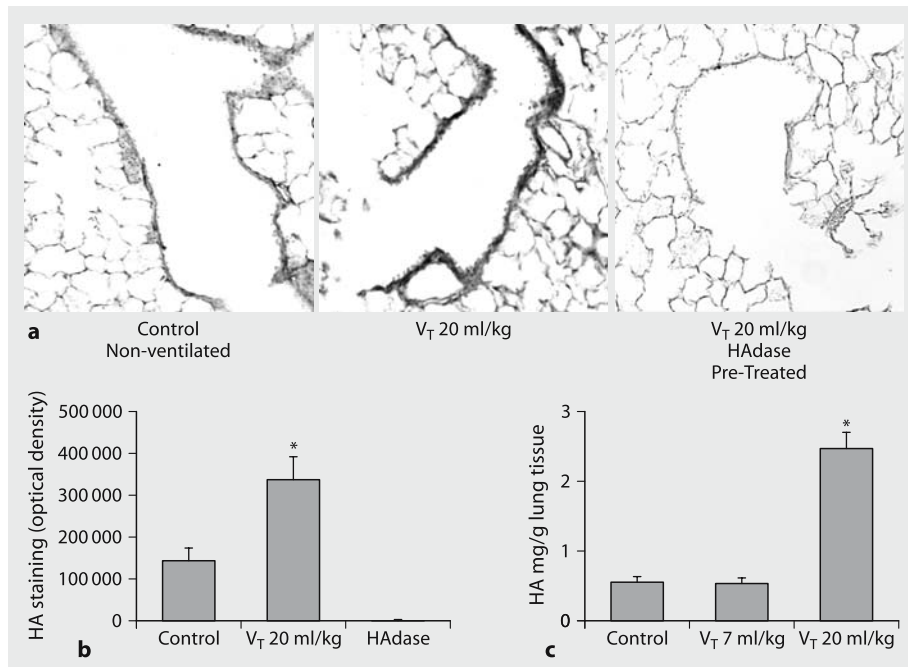 a
Control
Non-ventilated
V_T 20 ml/kg
V_T 20 ml/kg
HAdase
Pre-Treated
HA staining (optical density)
500 000
400 000
300 000
200 000
100 000
0
*
Control
V_T 20 ml/kg
HAdase
b
HA mg/g lung tissue
3
2
1
0
*
Control
V_T 7 ml/kg
V_T 20 ml/kg
c